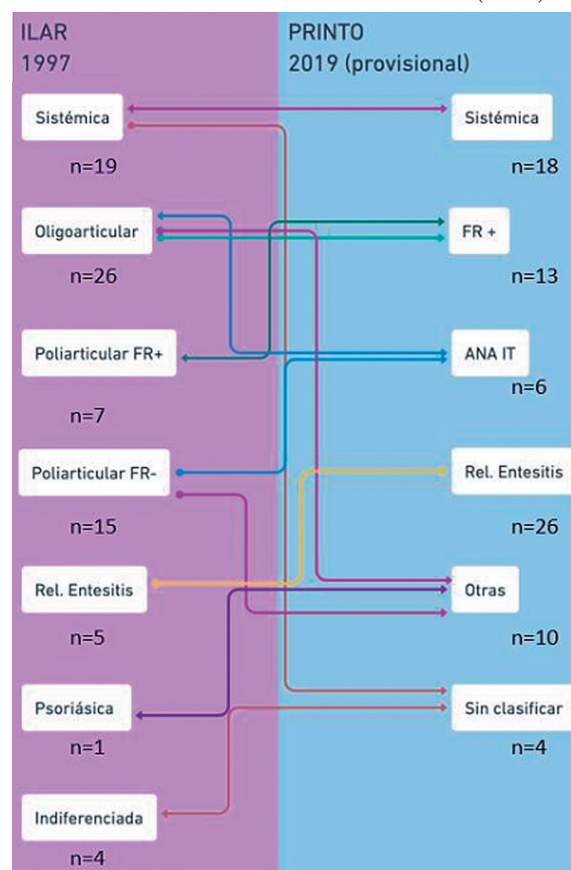 ILAR
1997
PRINTO
2019 (provisional)
Sistémica
n=19
Oligoarticular
n=26
Poliarticular FR+
n=7
Poliarticular FR-
n=15
Rel. Entesitis
n=5
Psoriásica
n=1
Indiferenciada
n=4
Sistémica
n=18
FR +
n=13
ANA IT
n=6
Rel. Entesitis
n=26
Otras
n=10
Sin clasificar
n=4